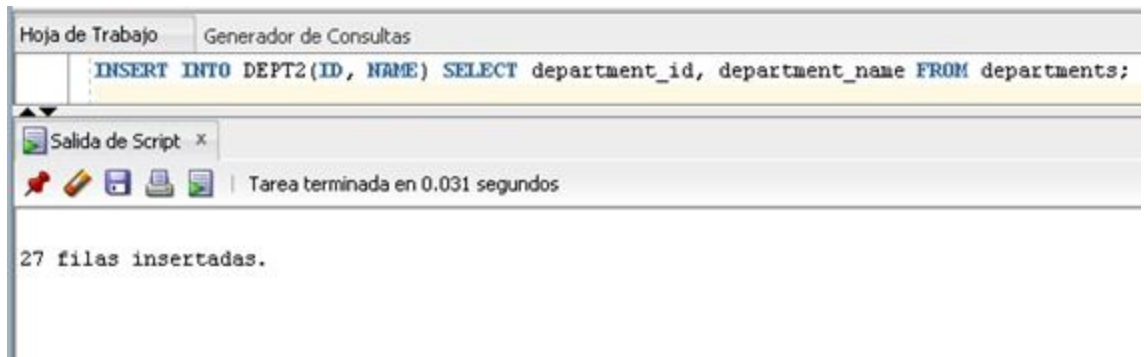 Hoja de Trabajo Generador de Consultas
INSERT INTO DEPT2(ID, NAME) SELECT department_id, department_name FROM departments;
Salida de Script x
Tarea terminada en 0.031 segundos
27 filas insertadas.